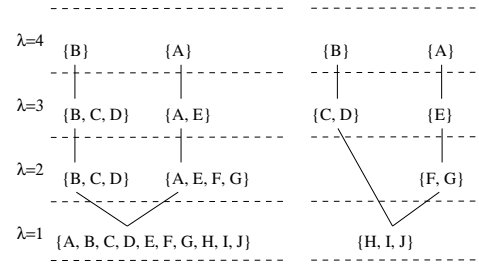 λ=4 {B} {A} {B} {A}
λ=3 {B, C, D} {A, E} {C, D} {E}
λ=2 {B, C, D} {A, E, F, G} {F, G}
λ=1 {A, B, C, D, E, F, G, H, I, J} {H, I, J}